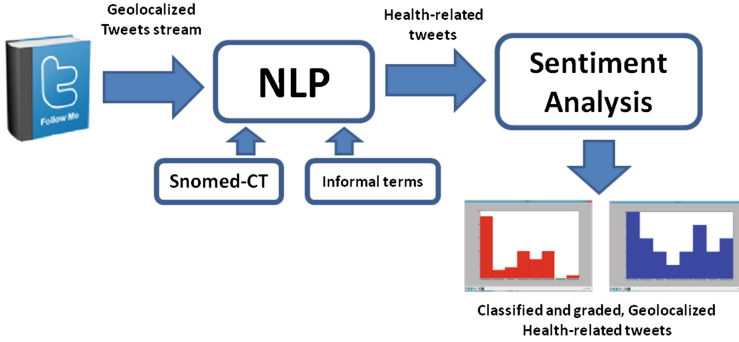 Geolocalized
Tweets stream
Health-related
tweets
Follow Me
NLP
Sentiment
Analysis
Snomed-CT
Informal terms
Classified and graded, Geolocalized
Health-related tweets